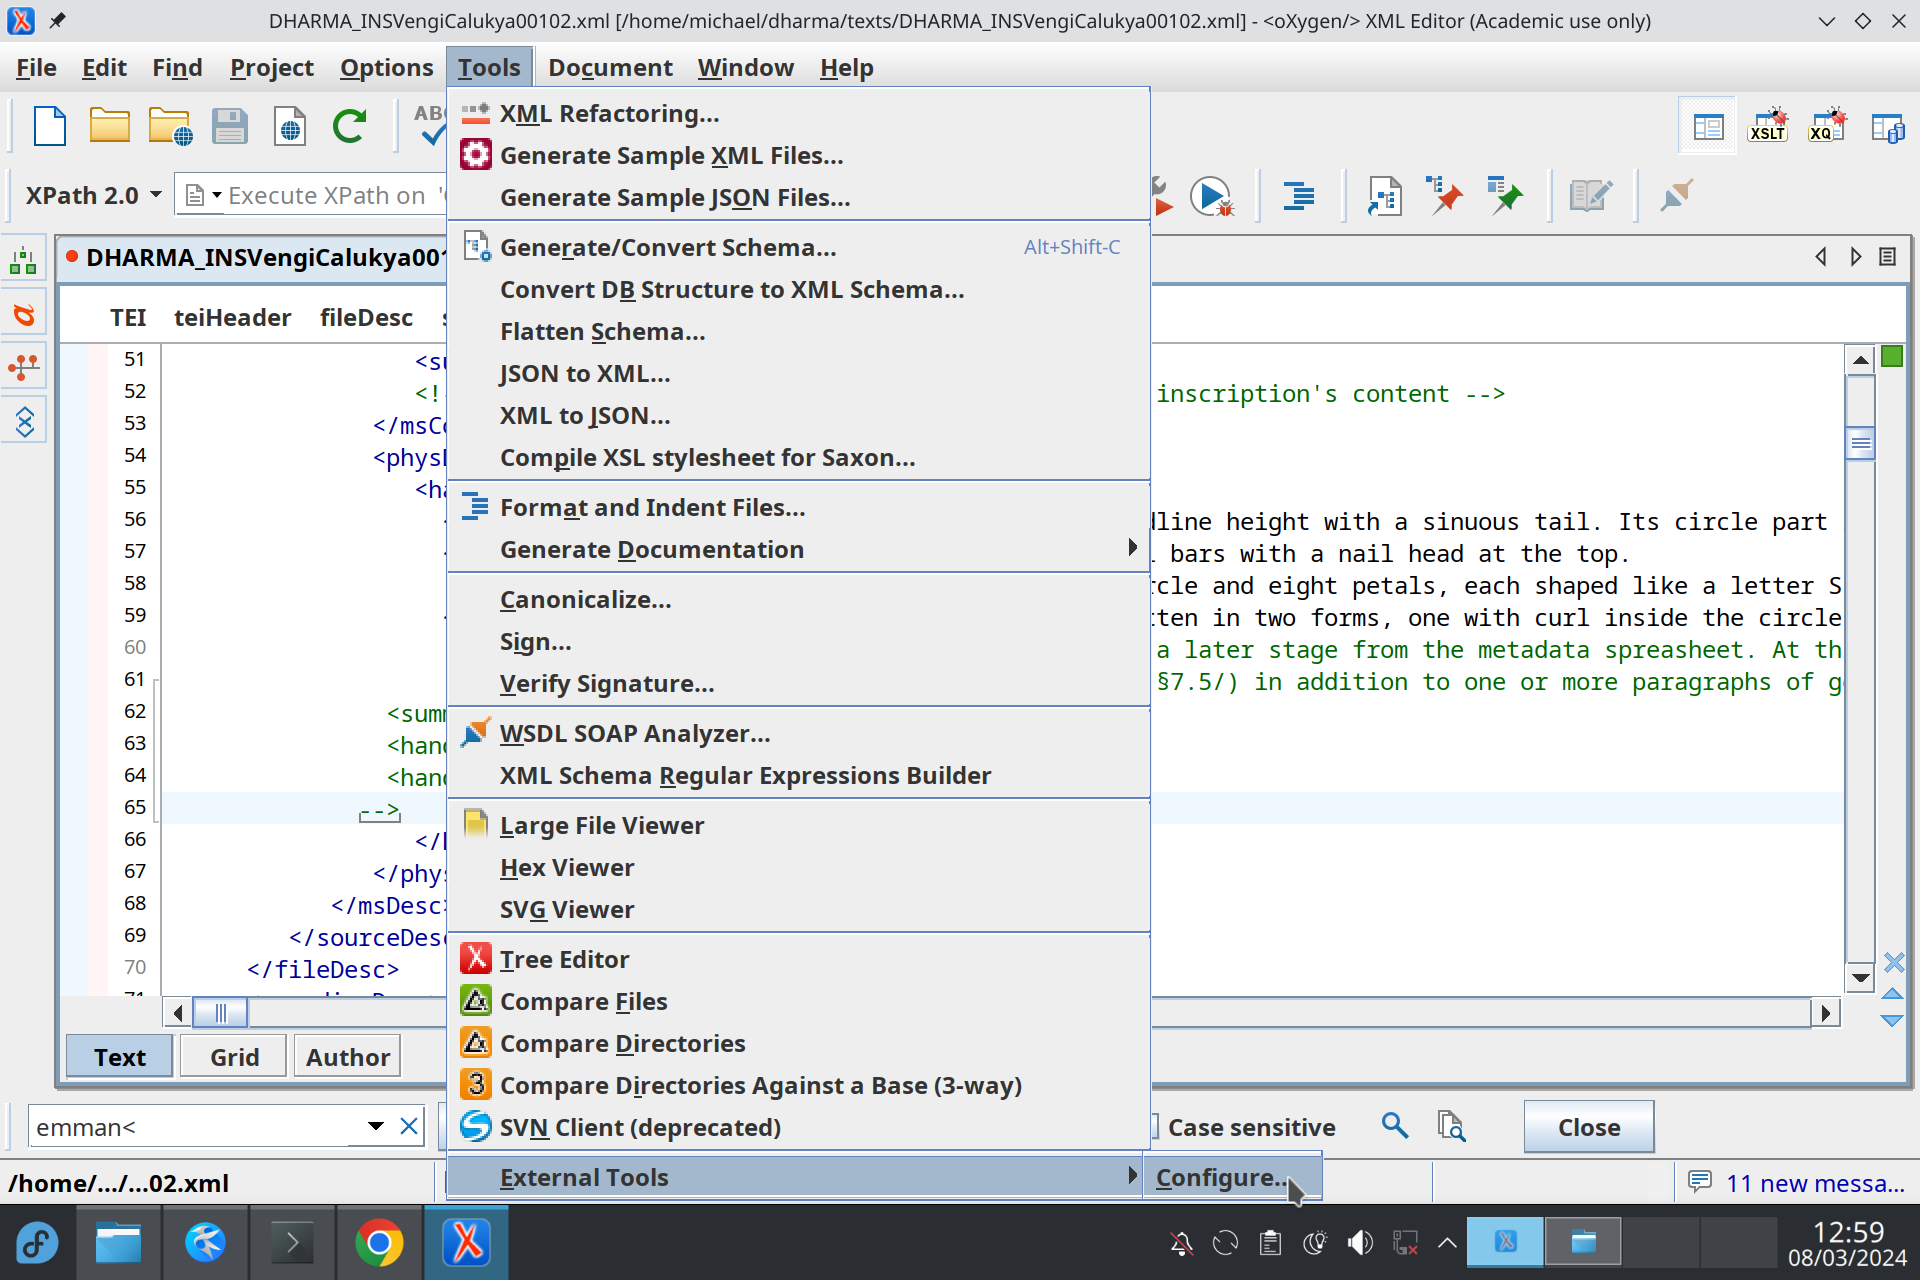 DHARMA_INSVengiCalukya00102.xml [/home/michael/dharma/texts/DHARMA_INSVengiCalukya00102.xml] - <oXygen/> XML Editor (Academic use only)
File Edit Find Project Options Tools Document Window Help
XML Refactoring...
Generate Sample XML Files...
Generate Sample JSON Files...
Generate/Convert Schema... Alt+Shift-C
Convert DB Structure to XML Schema...
Flatten Schema...
JSON to XML...
XML to JSON...
Compile XSL stylesheet for Saxon...
Format and Indent Files...
Generate Documentation
Canonicalize...
Sign...
Verify Signature...
WSDL SOAP Analyzer...
XML Schema Regular Expressions Builder
Large File Viewer
Hex Viewer
SVG Viewer
Tree Editor
Compare Files
Compare Directories
Compare Directories Against a Base (3-way)
SVN Client (deprecated)
External Tools
Configure...
ABC
XSLT
XQ
XPath 2.0 Execute XPath on
DHARMA_INSVengiCalukya00
TEI teiHeader fileDesc
51 <su
52 <! inscription's content -->
53 </msCo
54 <phys
55 <ha
56 dline height with a sinuous tail. Its circle part
57 bars with a nail head at the top.
58 cle and eight petals, each shaped like a letter S
59 ten in two forms, one with curl inside the circle
60 a later stage from the metadata spreasheet. At th
61 §7.5/) in addition to one or more paragraphs of g
62 <summ
63 <hand
64 <hand
65 -->
66 </
67 </phys
68 </msDesc>
69 </sourceDesc
70 </fileDesc>
Text Grid Author
emman<
Case sensitive
Close
/home/.../...02.xml
11 new messa...
12:59
08/03/2024